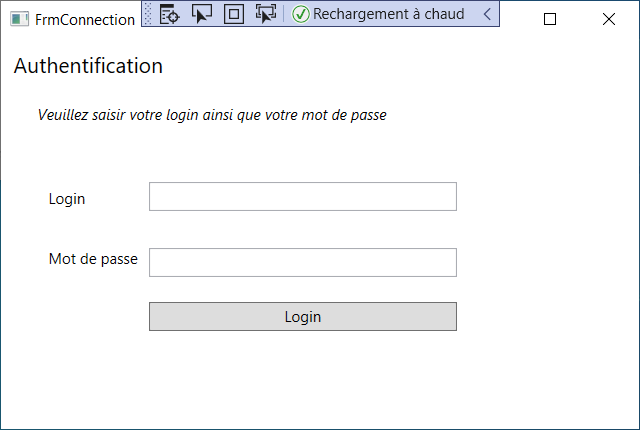 FrmConnection
Rechargement à chaud
Authentification
Veuillez saisir votre login ainsi que votre mot de passe
Login
Mot de passe
Login